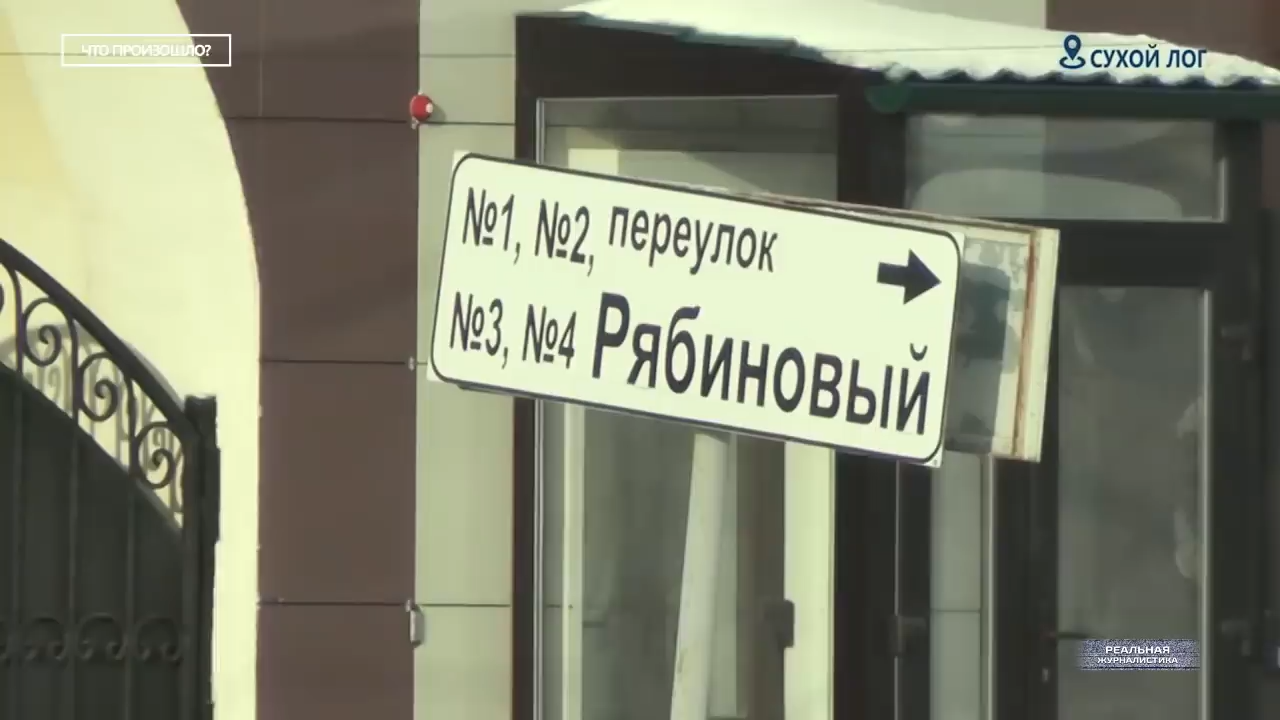 ЧТО ПРОИЗОШЛО?
СУХОЙ ЛОГ
№1, №2, переулок
№3, №4 Рябиновый
РЕАЛЬНАЯ
ЖУРНАЛИСТИКА